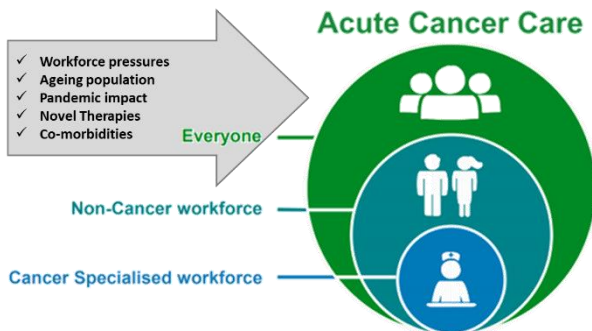 Acute Cancer Care
✓ Workforce pressures
✓ Ageing population
✓ Pandemic impact
✓ Novel Therapies
✓ Co-morbidities
Everyone
Non-Cancer workforce
Cancer Specialised workforce